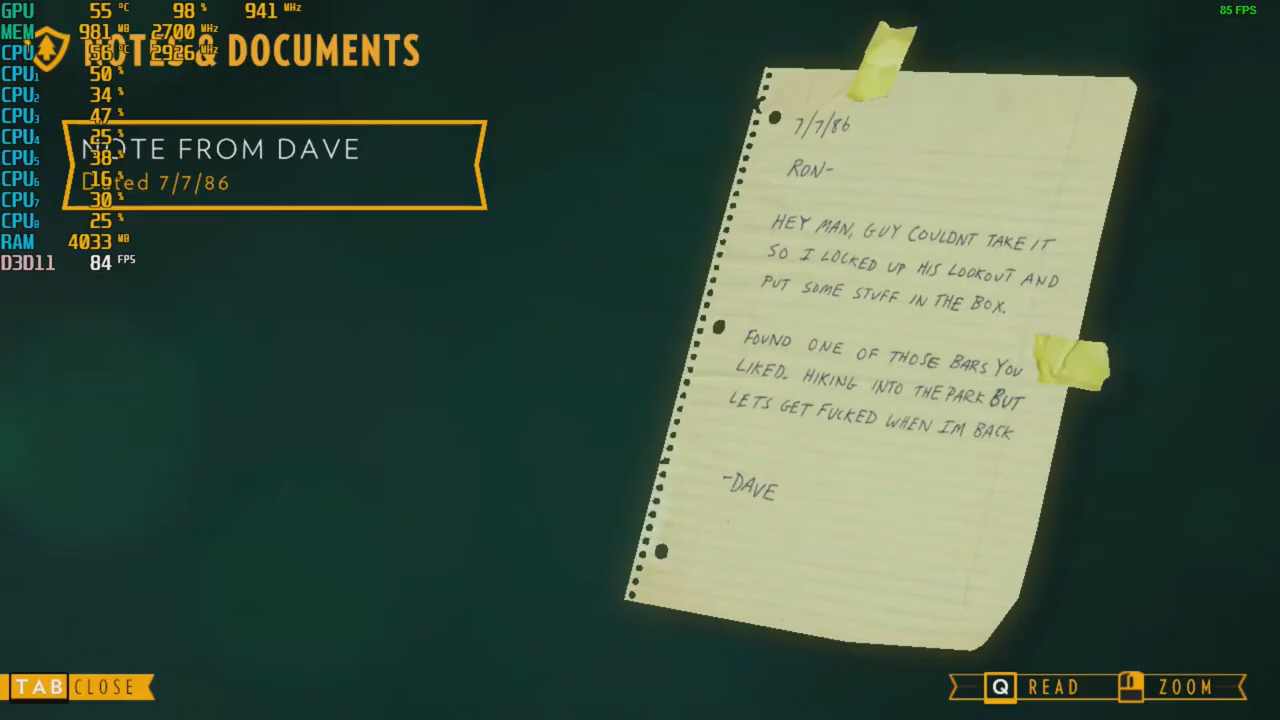 GPU 55 °C 98 % 941 MHz
85 FPS
MEM 981 MB 2700 MHz
CPU 56 °C 2926 MHz
NOTES & DOCUMENTS
CPU1 50 %
CPU2 34 %
CPU3 47 %
CPU4 25 %
CPU5 38 %
CPU6 16 %
CPU7 30 %
CPU8 25 %
RAM 4033 MB
D3D11 84 FPS
NOTE FROM DAVE
Dated 7/7/86
7/7/86
RON-
HEY MAN, GUY COULDNT TAKE IT
SO I LOCKED UP HIS LOOKOUT AND
PUT SOME STUFF IN THE BOX.
FOUND ONE OF THOSE BARS YOU
LIKED. HIKING INTO THE PARK BUT
LETS GET FUCKED WHEN IM BACK
-DAVE
TAB CLOSE
Q READ ZOOM